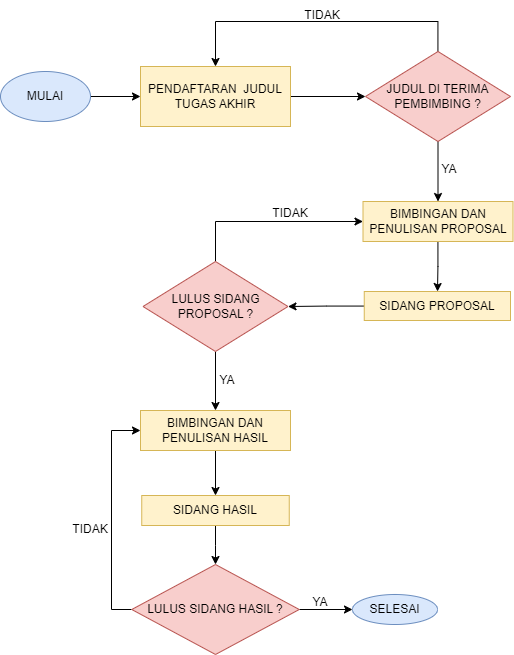 TIDAK
MULAI
PENDAFTARAN JUDUL
TUGAS AKHIR
JUDUL DI TERIMA
PEMBIMBING ?
YA
TIDAK
BIMBINGAN DAN
PENULISAN PROPOSAL
LULUS SIDANG
PROPOSAL ?
SIDANG PROPOSAL
YA
BIMBINGAN DAN
PENULISAN HASIL
SIDANG HASIL
TIDAK
LULUS SIDANG HASIL ?
YA
SELESAI